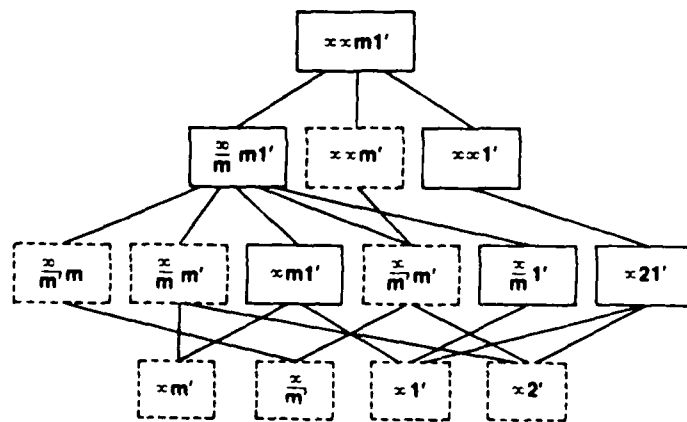 ∞∞m1′
∞/m m1′ ∞∞m′ ∞∞1′
∞/m′ m ∞/m m′ ∞m1′ ∞/m′ m′ ∞/m 1′ ∞21′
∞m′ ∞/m′ ∞1′ ∞2′